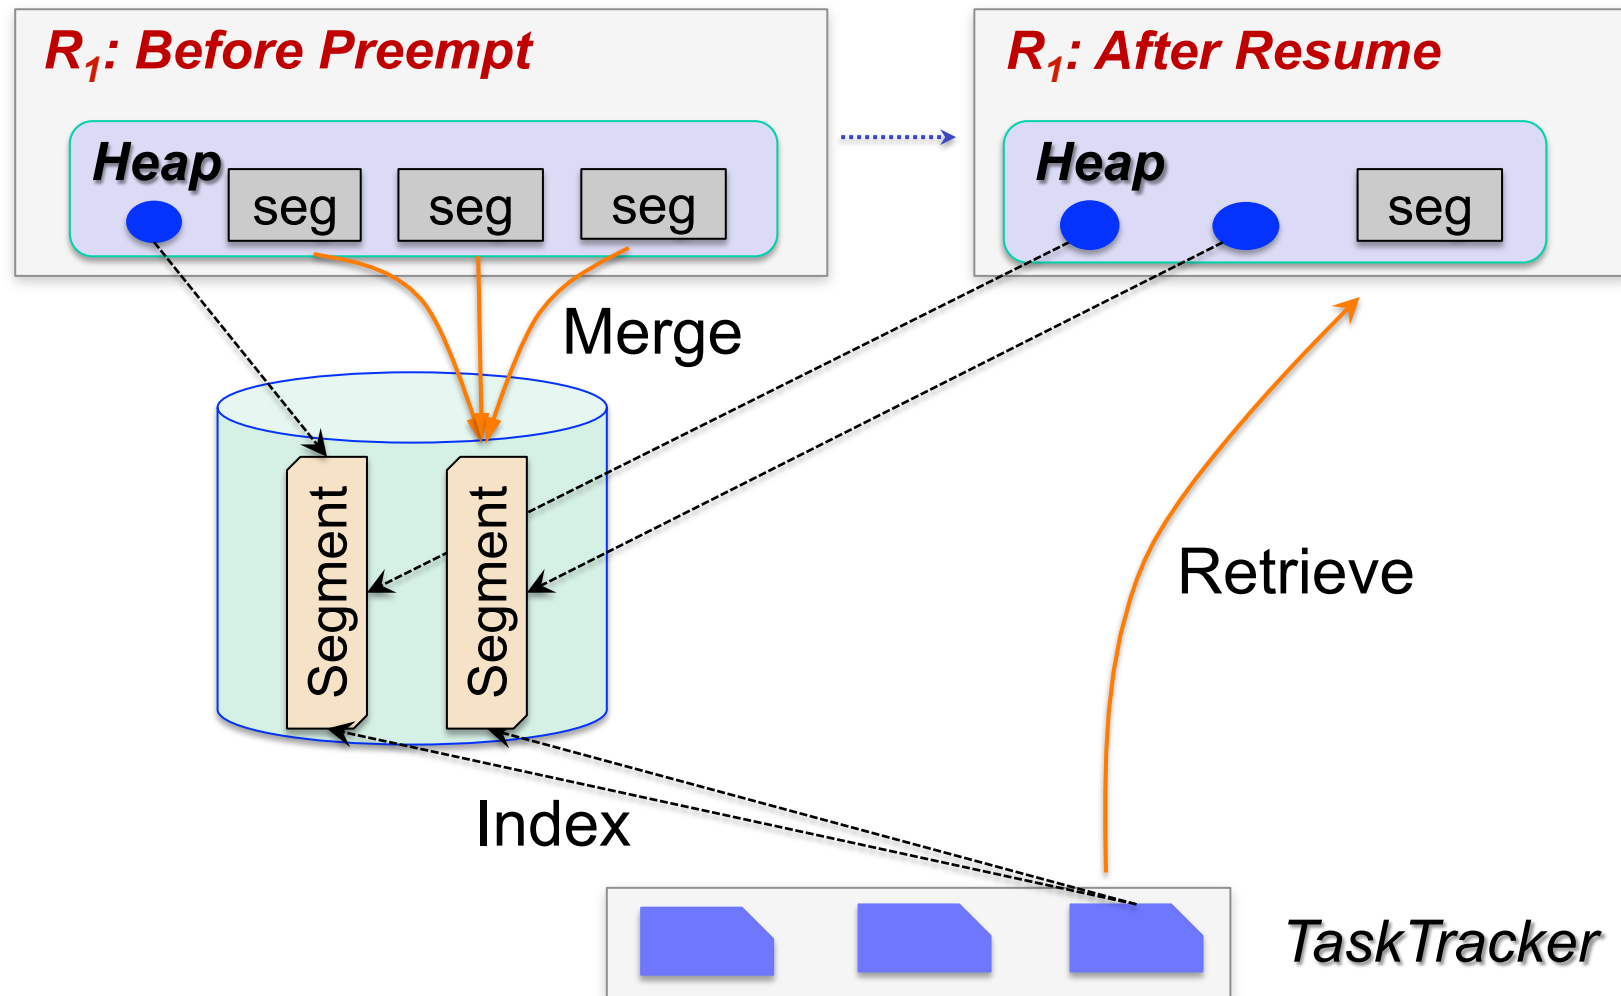 R1: Before Preempt
R1: After Resume
Heap
seg
seg
seg
Heap
seg
Merge
Segment
Segment
Retrieve
Index
TaskTracker